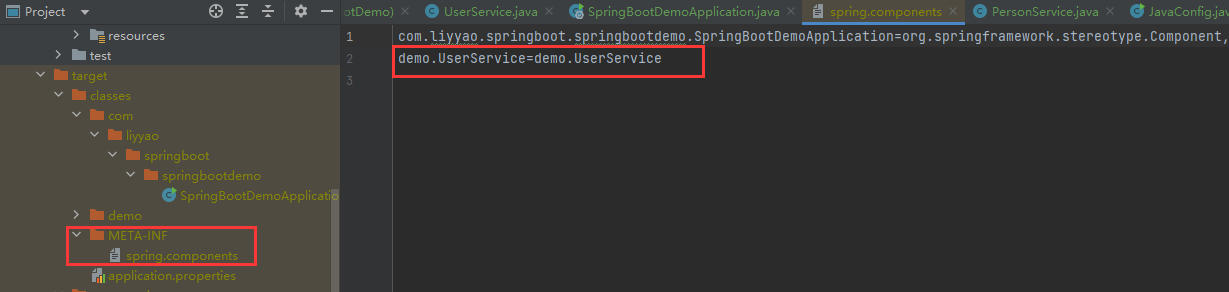 Project
resources
test
target
classes
com
liyyao
springboot
springbootdemo
SpringBootDemoApplicatio
demo
META-INF
spring.components
application.properties
otDemo)
UserService.java
SpringBootDemoApplication.java
spring.components
PersonService.java
JavaConfig.java
1
com.liyyao.springboot.springbootdemo.SpringBootDemoApplication=org.springframework.stereotype.Component,
2
demo.UserService=demo.UserService
3